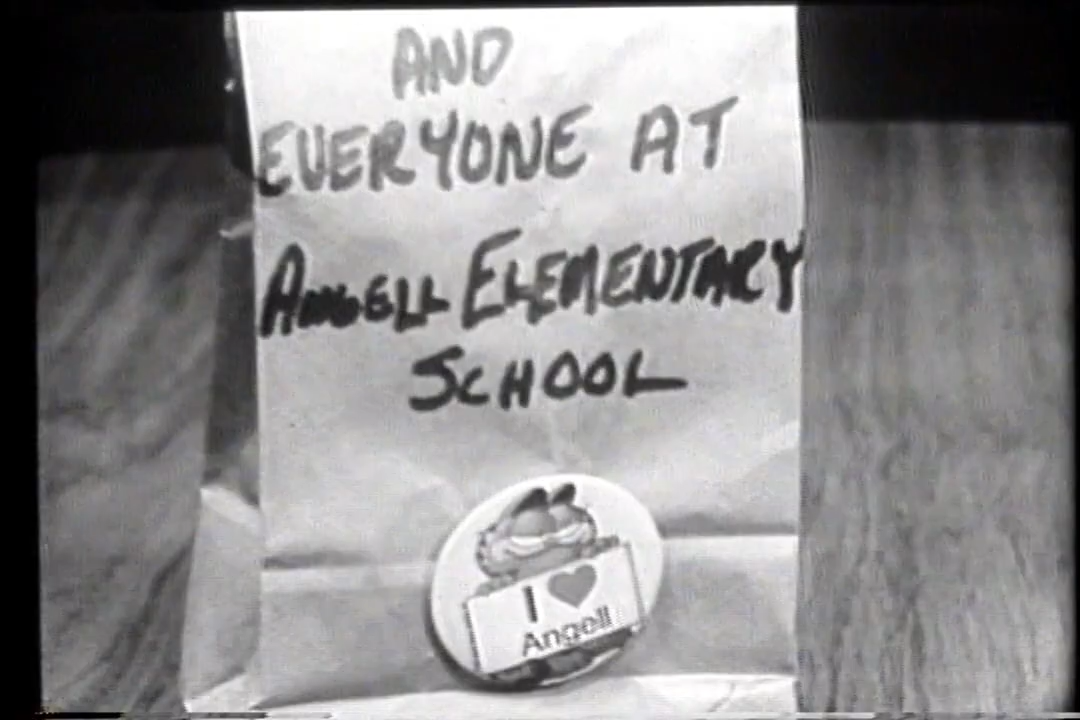 AND
EVERYONE AT
ANGELL ELEMENTARY
SCHOOL
I ♥
Angell